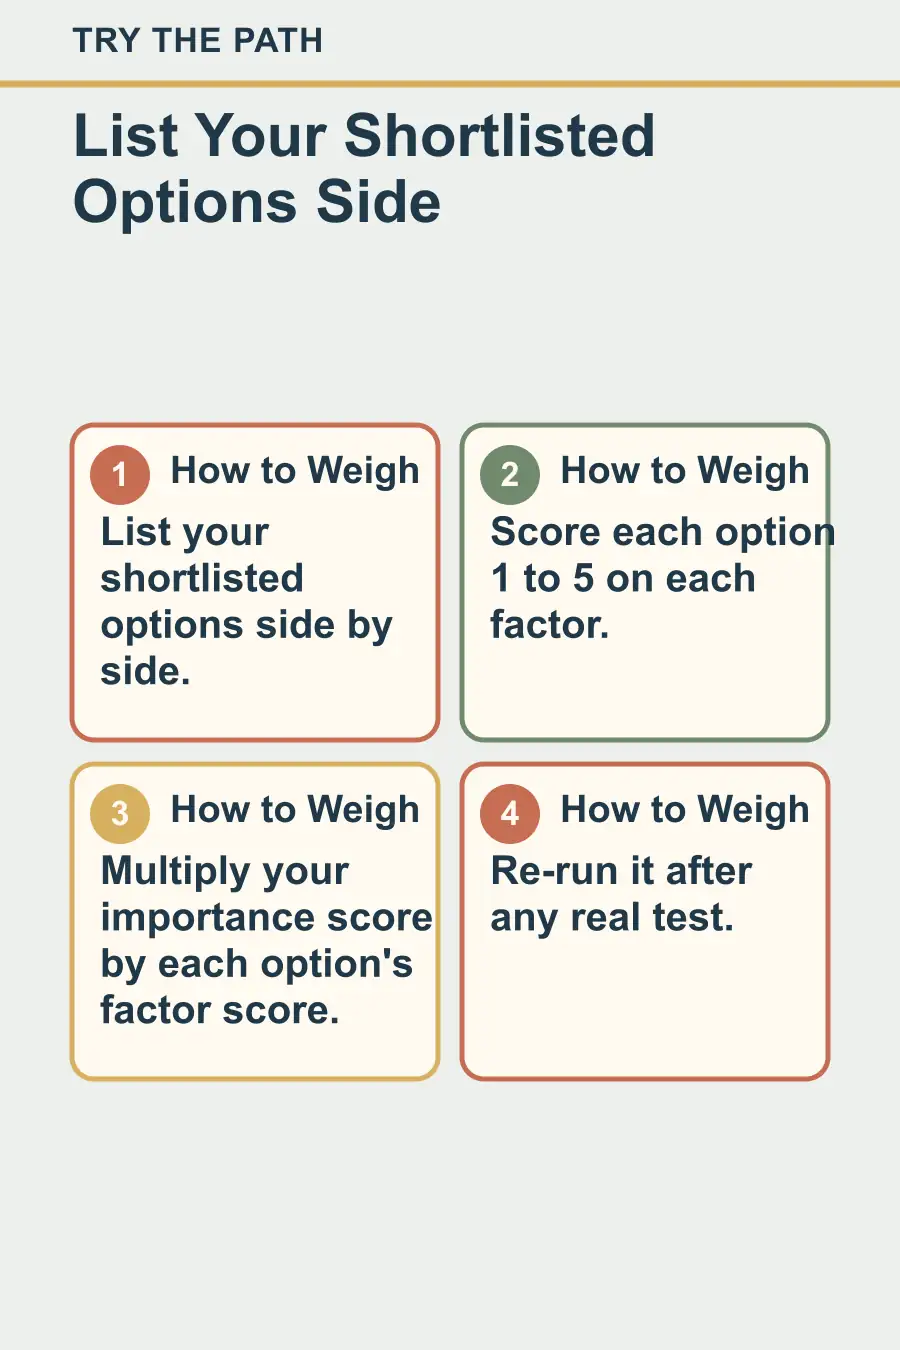 TRY THE PATH
List Your Shortlisted
Options Side
1 How to Weigh
List your
shortlisted
options side by
side.
2 How to Weigh
Score each option
1 to 5 on each
factor.
3 How to Weigh
Multiply your
importance score
by each option's
factor score.
4 How to Weigh
Re-run it after
any real test.